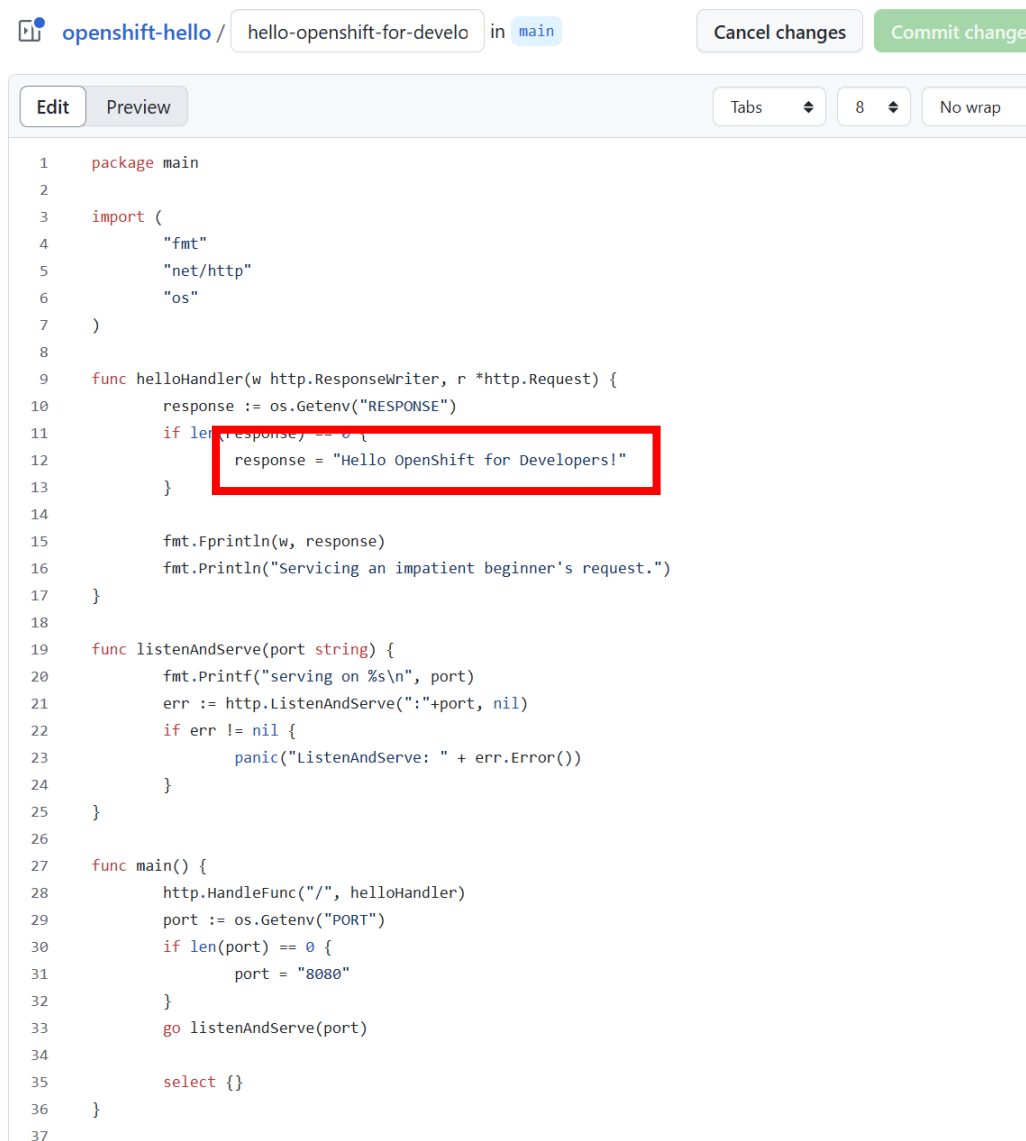 openshift-hello / hello-openshift-for-develo in main Cancel changes Commit change
Edit Preview Tabs 8 No wrap
1 package main
2
3 import (
4 "fmt"
5 "net/http"
6 "os"
7 )
8
9 func helloHandler(w http.ResponseWriter, r *http.Request) {
10 response := os.Getenv("RESPONSE")
11 if len(response) == 0 {
12 response = "Hello OpenShift for Developers!"
13 }
14
15 fmt.Fprintln(w, response)
16 fmt.Println("Servicing an impatient beginner's request.")
17 }
18
19 func listenAndServe(port string) {
20 fmt.Printf("serving on %s\n", port)
21 err := http.ListenAndServe(":"+port, nil)
22 if err != nil {
23 panic("ListenAndServe: " + err.Error())
24 }
25 }
26
27 func main() {
28 http.HandleFunc("/", helloHandler)
29 port := os.Getenv("PORT")
30 if len(port) == 0 {
31 port = "8080"
32 }
33 go listenAndServe(port)
34
35 select {}
36 }
37